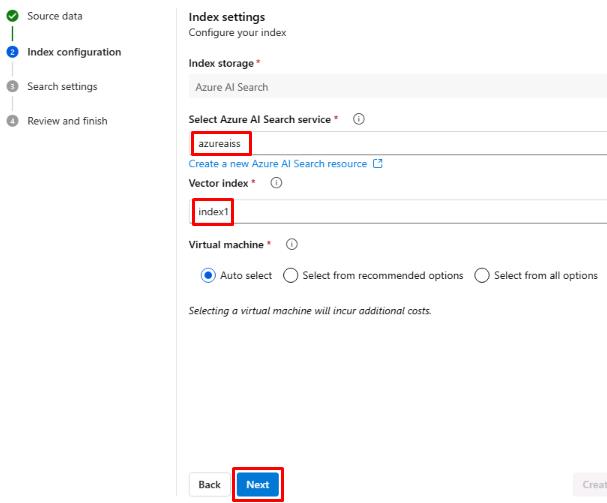 Source data
2 Index configuration
3 Search settings
4 Review and finish
Index settings
Configure your index
Index storage *
Azure AI Search
Select Azure AI Search service *
azureaiss
Create a new Azure AI Search resource
Vector index *
index1
Virtual machine *
Auto select Select from recommended options Select from all options
Selecting a virtual machine will incur additional costs.
Back Next